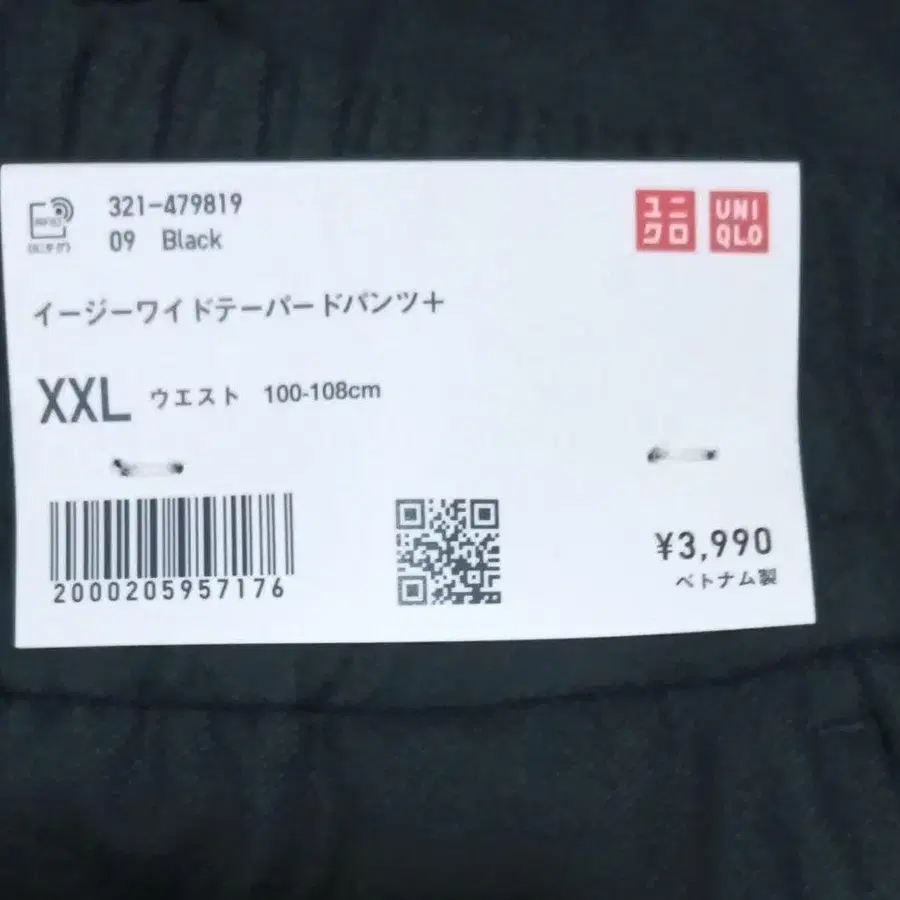 321-479819
09 Black
ユニクロ
UNIQLO
イージーワイドテーパードパンツ+
XXL ウエスト 100-108cm
2000205957176
¥3,990
ベトナム製